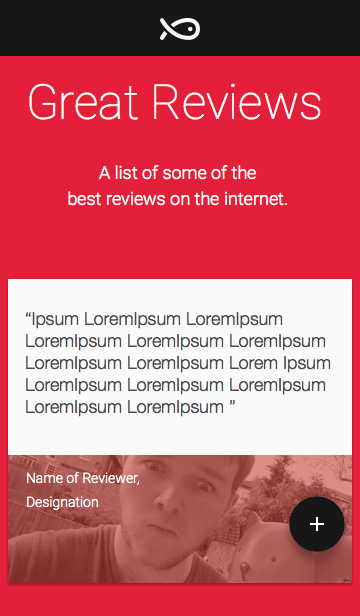 Great Reviews
A list of some of the
best reviews on the internet.
“Ipsum LoremIpsum LoremIpsum
LoremIpsum LoremIpsum LoremIpsum
LoremIpsum LoremIpsum Lorem Ipsum
LoremIpsum LoremIpsum LoremIpsum
LoremIpsum LoremIpsum ”
Name of Reviewer,
Designation